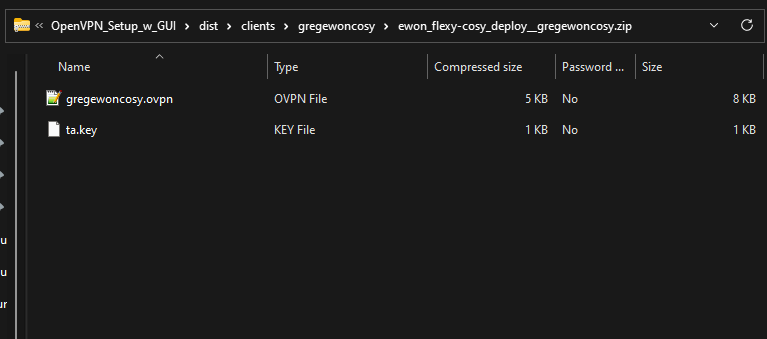 « OpenVPN_Setup_w_GUI › dist › clients › gregewoncosy › ewon_flexy-cosy_deploy__gregewoncosy.zip
Name Type Compressed size Password ... Size
gregewoncosy.ovpn OVPN File 5 KB No 8 KB
ta.key KEY File 1 KB No 1 KB
u
u
ur